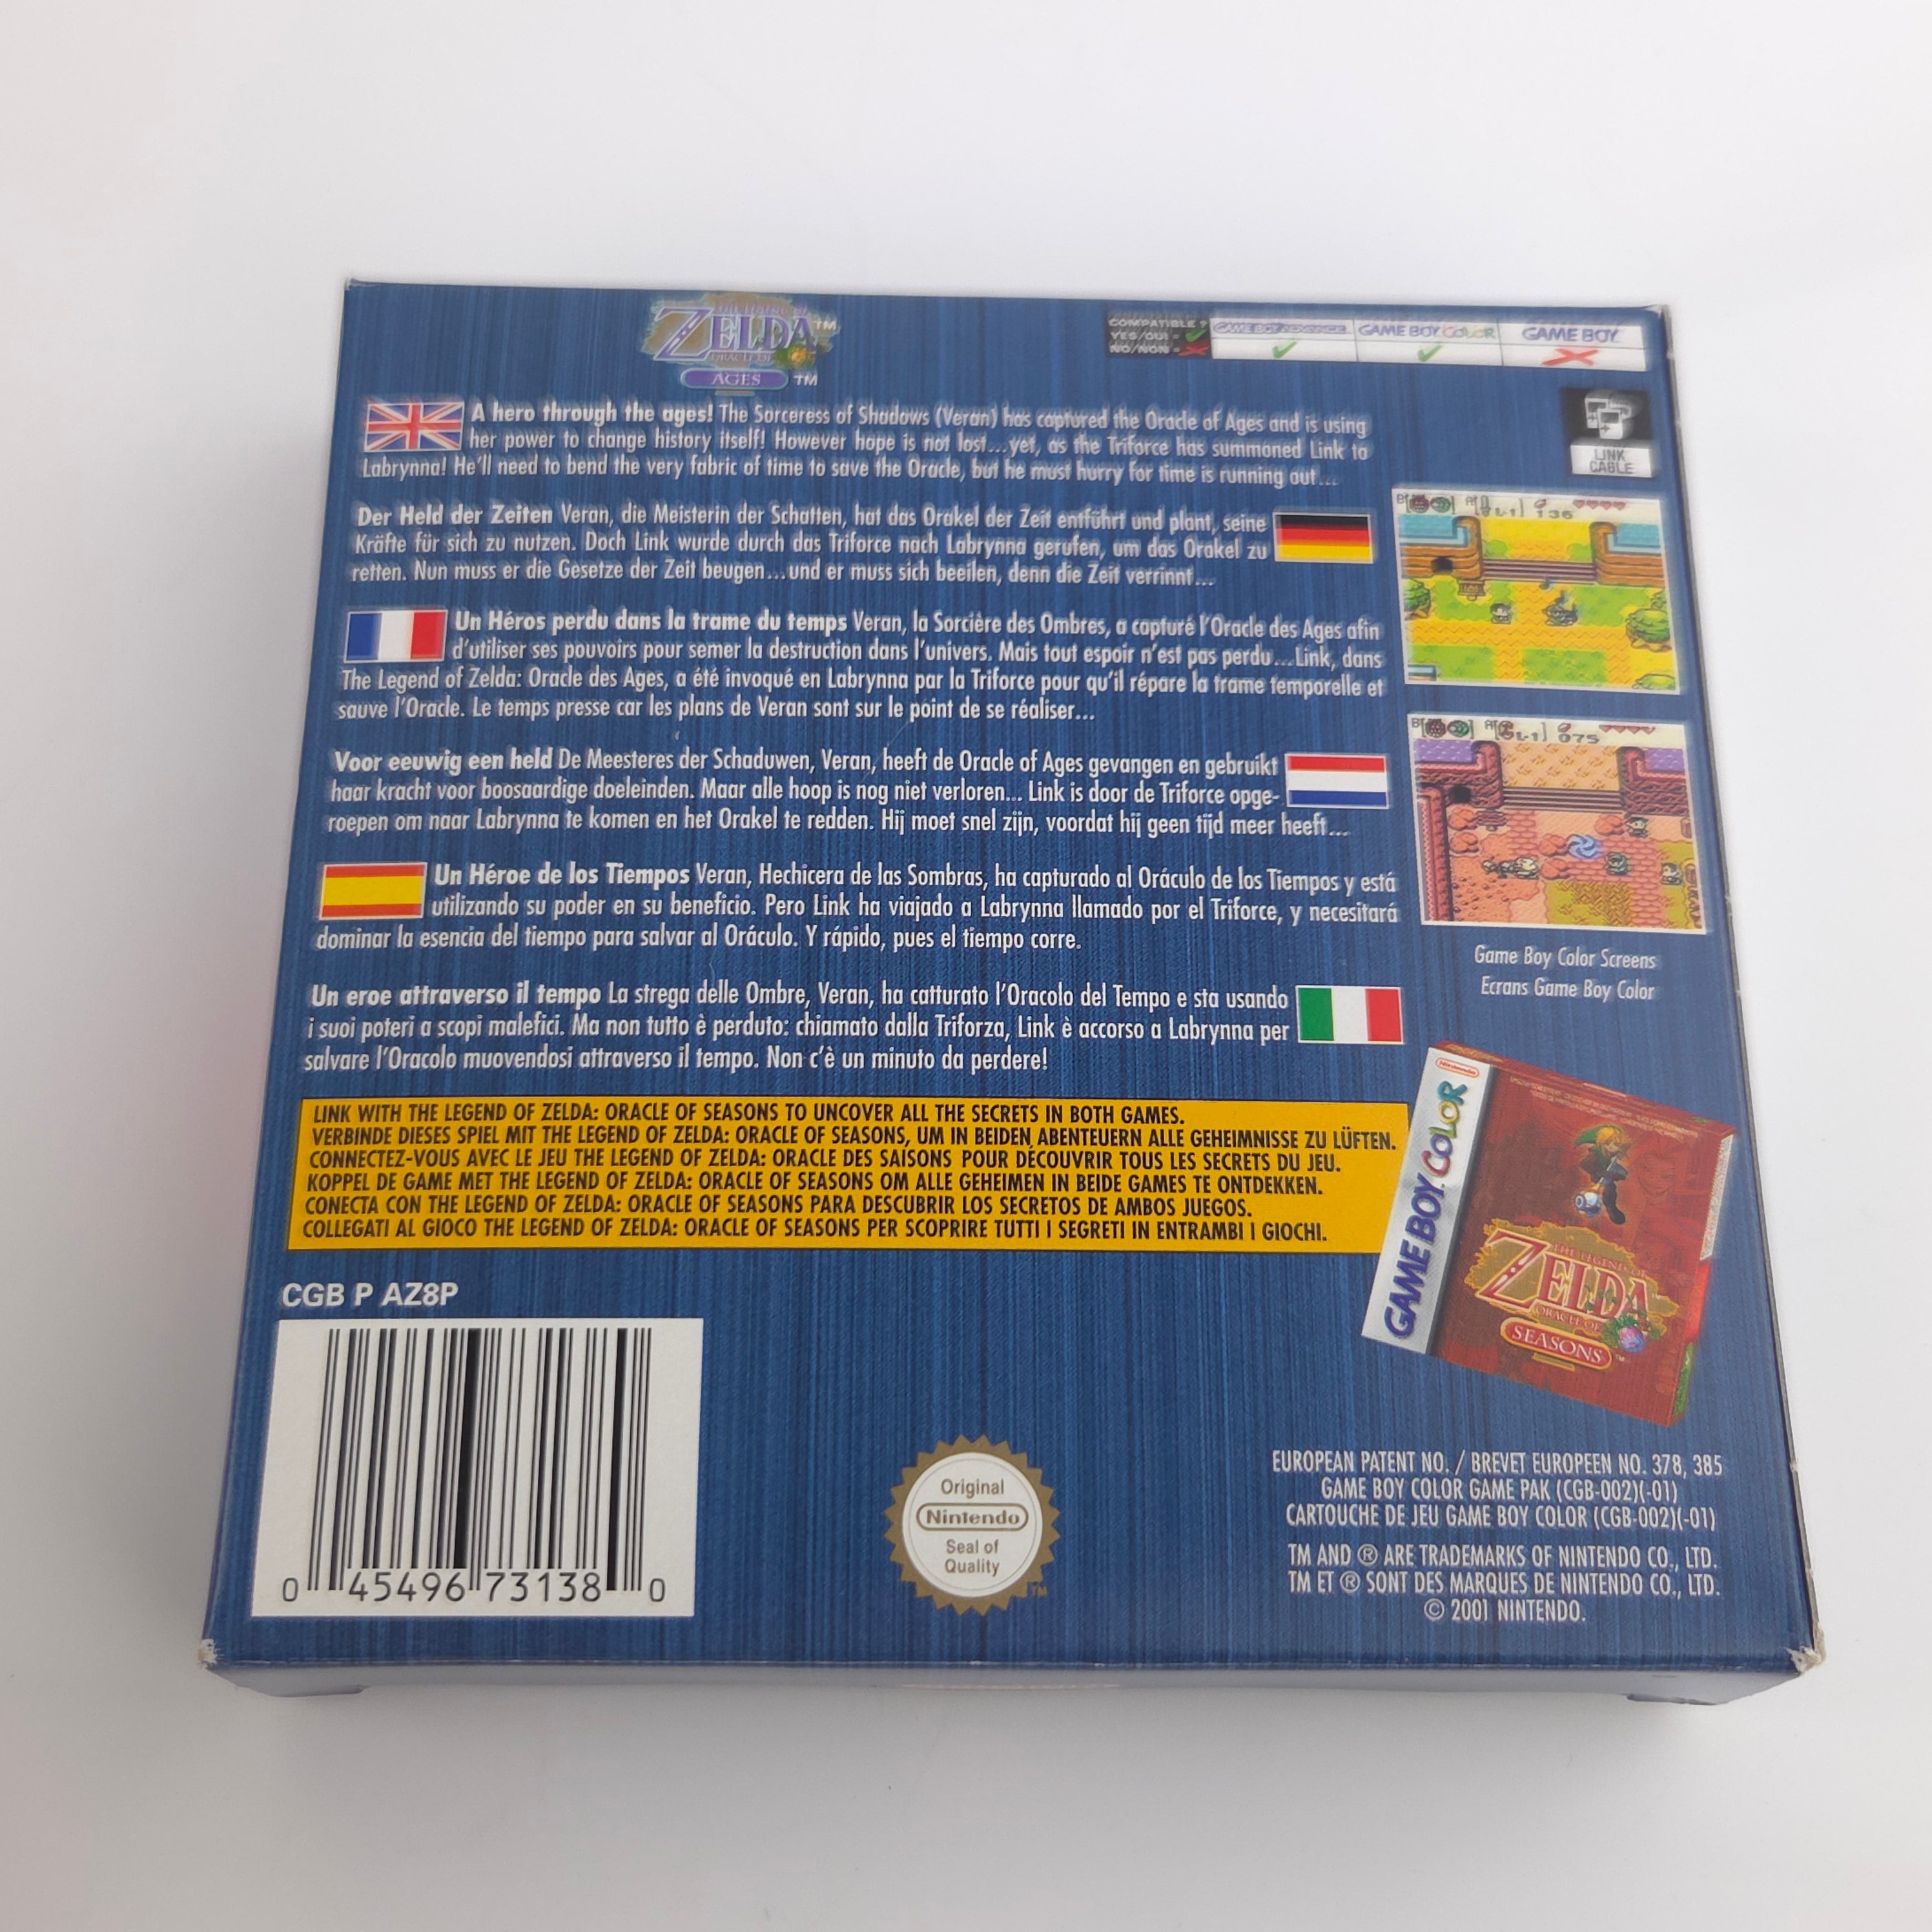 THE LEGEND OF
ZELDA™
ORACLE OF
AGES ™
COMPATIBLE ?
YES/OUI =
NO/NON =
GAME BOY ADVANCE
GAME BOY COLOR
GAME BOY
LINK
CABLE
A hero through the ages! The Sorceress of Shadows (Veran) has captured the Oracle of Ages and is using
her power to change history itself! However hope is not lost...yet, as the Triforce has summoned Link to
Labrynna! He'll need to bend the very fabric of time to save the Oracle, but he must hurry for time is running out...
Der Held der Zeiten Veran, die Meisterin der Schatten, hat das Orakel der Zeit entführt und plant, seine
Kräfte für sich zu nutzen. Doch Link wurde durch das Triforce nach Labrynna gerufen, um das Orakel zu
retten. Nun muss er die Gesetze der Zeit beugen...und er muss sich beeilen, denn die Zeit verrinnt...
Un Héros perdu dans la trame du temps Veran, la Sorcière des Ombres, a capturé l'Oracle des Ages afin
d'utiliser ses pouvoirs pour semer la destruction dans l'univers. Mais tout espoir n'est pas perdu...Link, dans
The Legend of Zelda: Oracle des Ages, a été invoqué en Labrynna par la Triforce pour qu'il répare la trame temporelle et
sauve l'Oracle. Le temps presse car les plans de Veran sont sur le point de se réaliser...
Voor eeuwig een held De Meesteres der Schaduwen, Veran, heeft de Oracle of Ages gevangen en gebruikt
haar kracht voor boosaardige doeleinden. Maar alle hoop is nog niet verloren... Link is door de Triforce opge-
roepen om naar Labrynna te komen en het Orakel te redden. Hij moet snel zijn, voordat hij geen tijd meer heeft...
Un Héroe de los Tiempos Veran, Hechicera de las Sombras, ha capturado al Oráculo de los Tiempos y está
utilizando su poder en su beneficio. Pero Link ha viajado a Labrynna llamado por el Triforce, y necesitará
dominar la esencia del tiempo para salvar al Oráculo. Y rápido, pues el tiempo corre.
Un eroe attraverso il tempo La strega delle Ombre, Veran, ha catturato l'Oracolo del Tempo e sta usando
i suoi poteri a scopi malefici. Ma non tutto è perduto: chiamato dalla Triforza, Link è accorso a Labrynna per
salvare l'Oracolo muovendosi attraverso il tempo. Non c'è un minuto da perdere!
B A L-1 136
B A L-1 075
Game Boy Color Screens
Ecrans Game Boy Color
LINK WITH THE LEGEND OF ZELDA: ORACLE OF SEASONS TO UNCOVER ALL THE SECRETS IN BOTH GAMES.
VERBINDE DIESES SPIEL MIT THE LEGEND OF ZELDA: ORACLE OF SEASONS, UM IN BEIDEN ABENTEUERN ALLE GEHEIMNISSE ZU LÜFTEN.
CONNECTEZ-VOUS AVEC LE JEU THE LEGEND OF ZELDA: ORACLE DES SAISONS POUR DÉCOUVRIR TOUS LES SECRETS DU JEU.
KOPPEL DE GAME MET THE LEGEND OF ZELDA: ORACLE OF SEASONS OM ALLE GEHEIMEN IN BEIDE GAMES TE ONTDEKKEN.
CONECTA CON THE LEGEND OF ZELDA: ORACLE OF SEASONS PARA DESCUBRIR LOS SECRETOS DE AMBOS JUEGOS.
COLLEGATI AL GIOCO THE LEGEND OF ZELDA: ORACLE OF SEASONS PER SCOPRIRE TUTTI I SEGRETI IN ENTRAMBI I GIOCHI.
Nintendo
GAME BOY COLOR
THE LEGEND OF
ZELDA
ORACLE OF
SEASONS™
CGB P AZ8P
0 45496 73138 0
Original
Nintendo
Seal of
Quality
TM
EUROPEAN PATENT NO. / BREVET EUROPEEN NO. 378, 385
GAME BOY COLOR GAME PAK (CGB-002)(-01)
CARTOUCHE DE JEU GAME BOY COLOR (CGB-002)(-01)
TM AND ® ARE TRADEMARKS OF NINTENDO CO., LTD.
TM ET ® SONT DES MARQUES DE NINTENDO CO., LTD.
© 2001 NINTENDO.